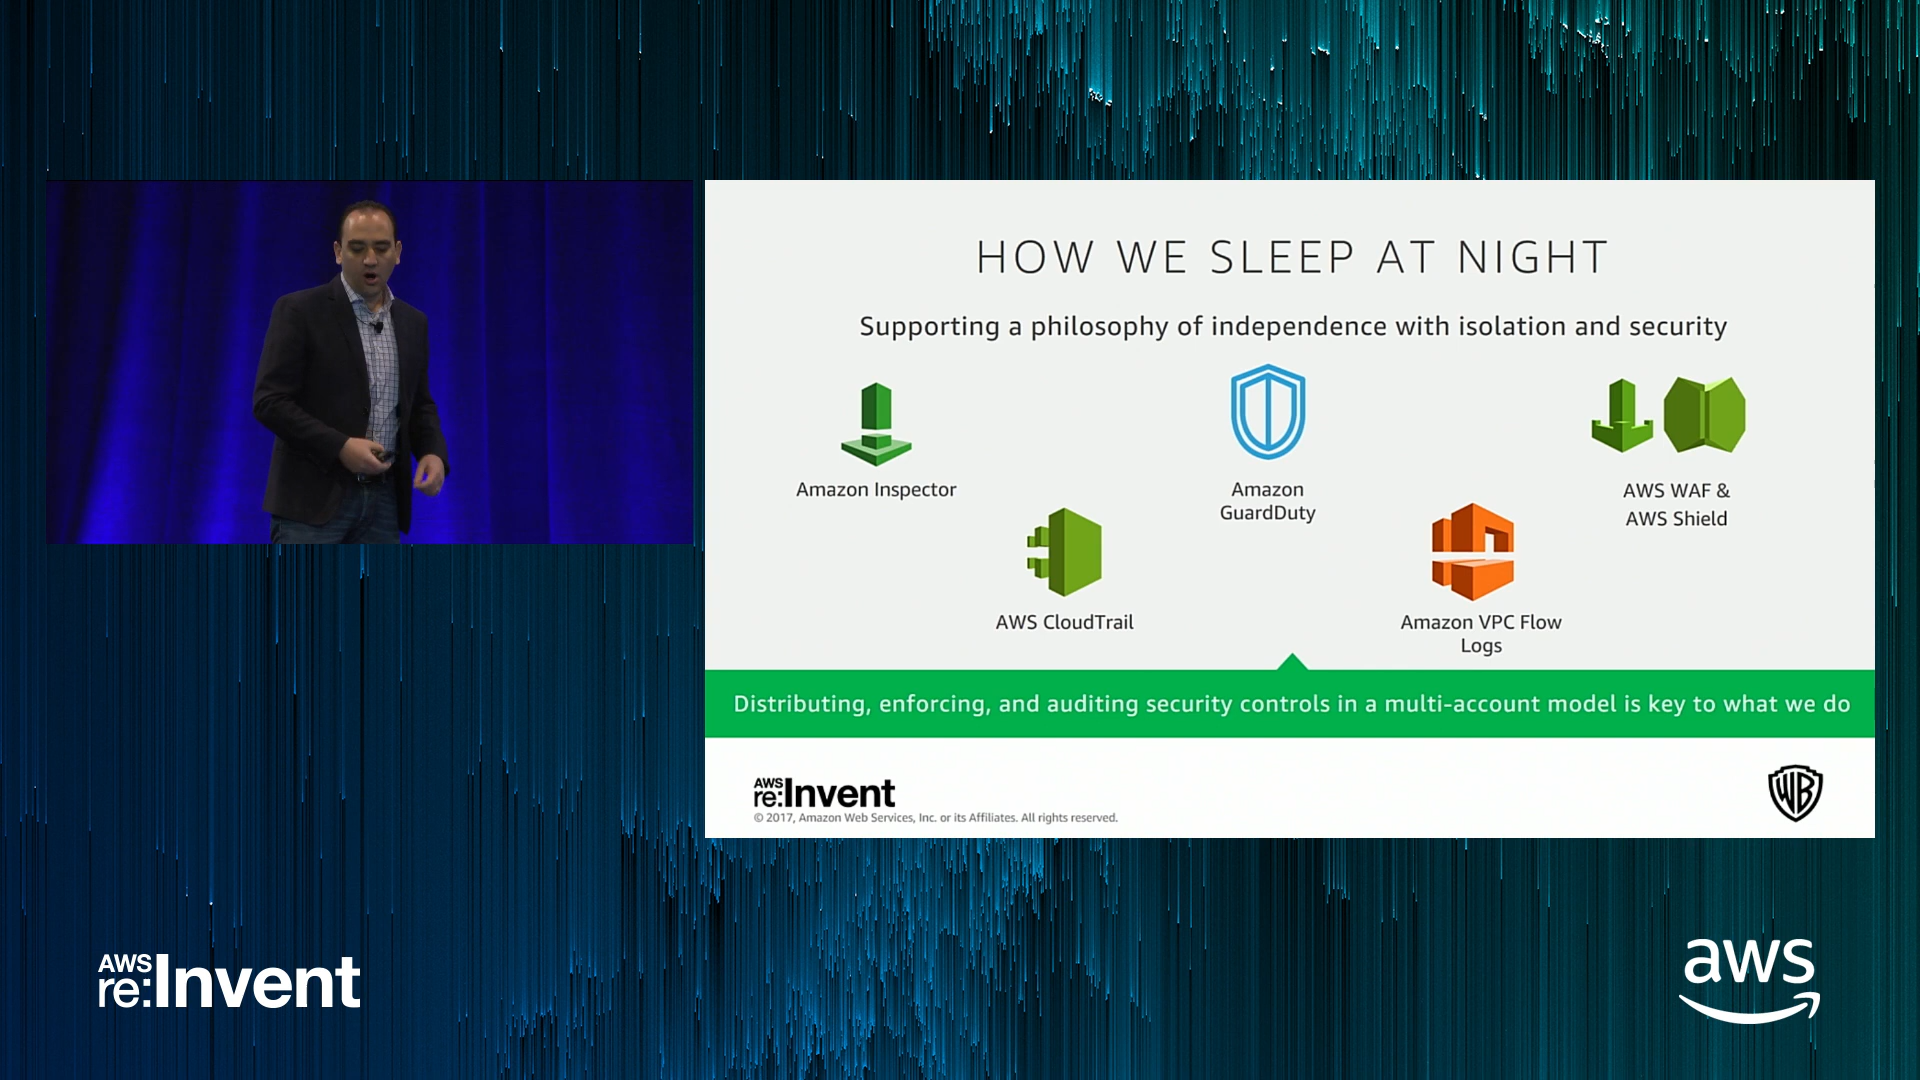 HOW WE SLEEP AT NIGHT
Supporting a philosophy of independence with isolation and security
Amazon Inspector
Amazon
GuardDuty
AWS WAF &
AWS Shield
AWS CloudTrail
Amazon VPC Flow
Logs
Distributing, enforcing, and auditing security controls in a multi-account model is key to what we do
AWS
re:Invent
© 2017, Amazon Web Services, Inc. or its Affiliates. All rights reserved.
WB
AWS
re:Invent
aws